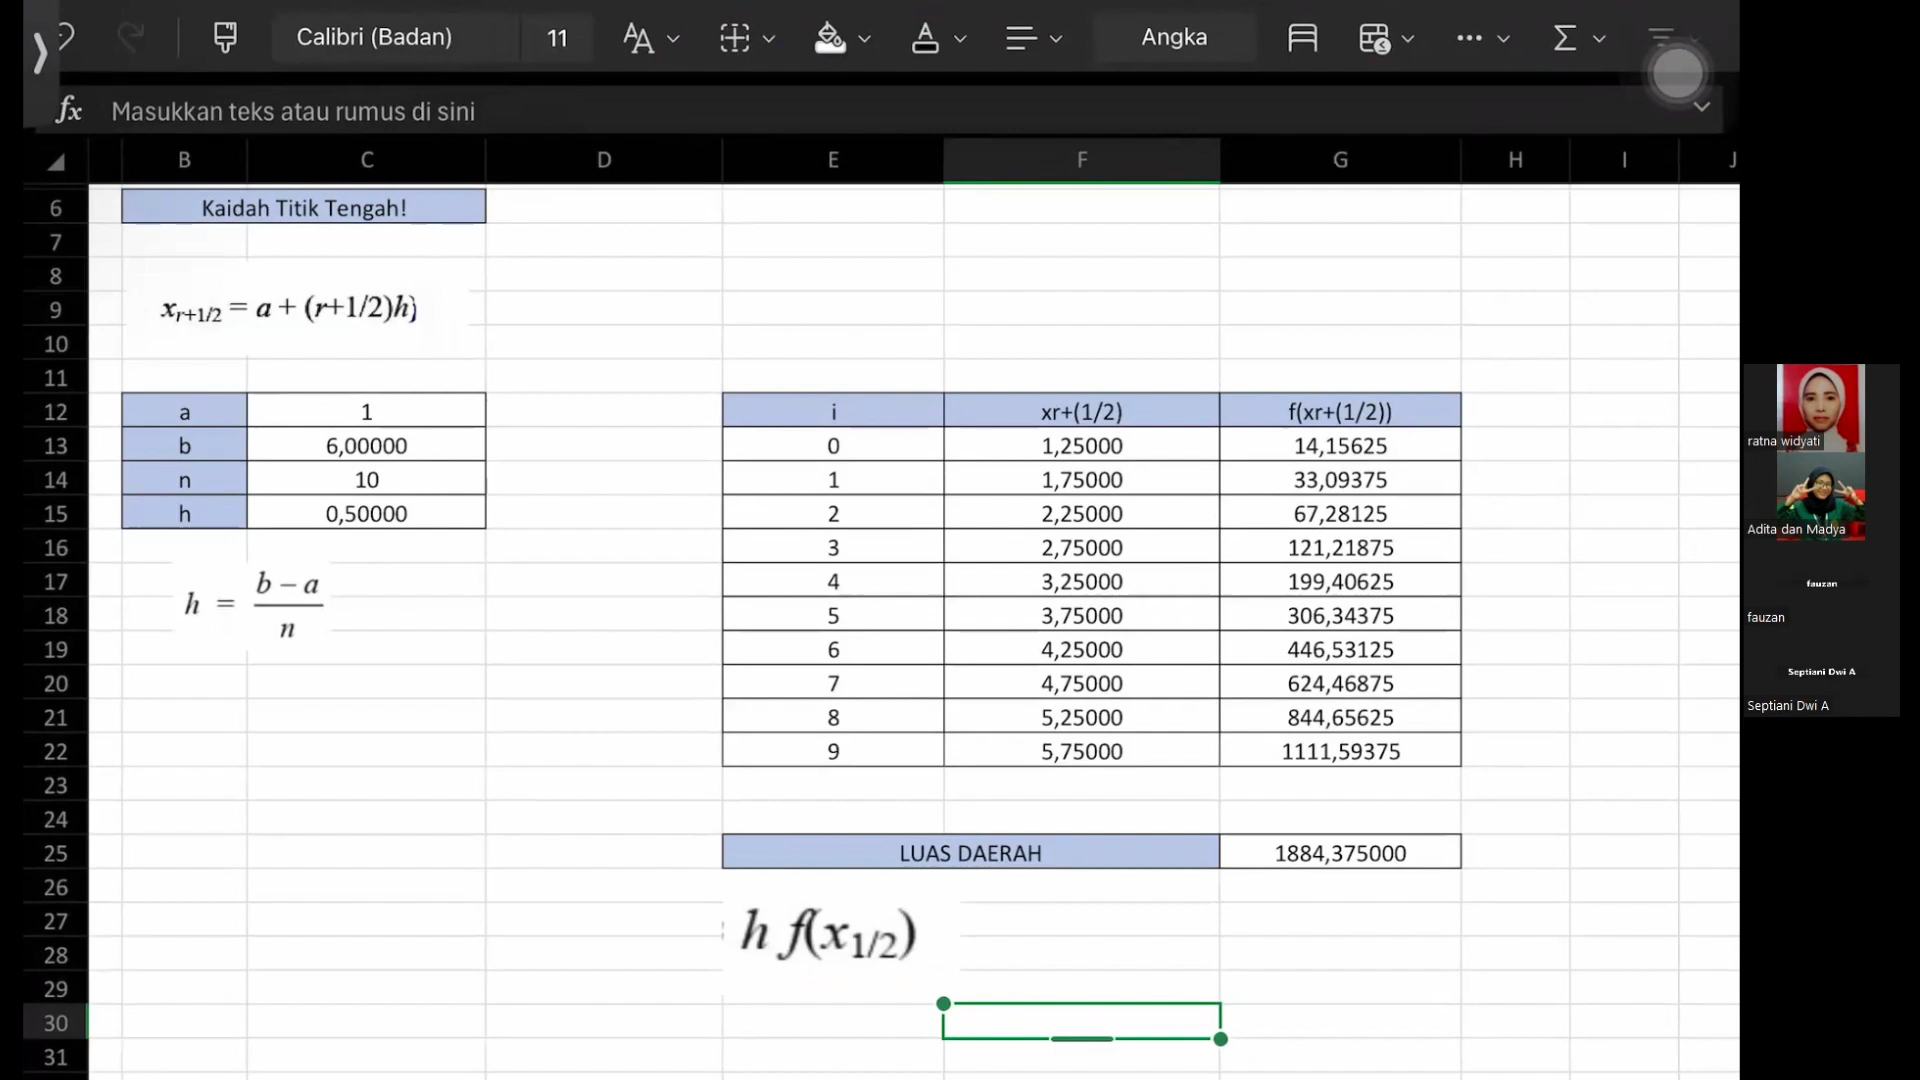 Calibri (Badan) 11 Angka
fx Masukkan teks atau rumus di sini
B C D E F G H I J
6 Kaidah Titik Tengah!
7
8
9 xr+1/2 = a + (r+1/2)h)
10
11
12 a 1 i xr+(1/2) f(xr+(1/2))
13 b 6,00000 0 1,25000 14,15625
14 n 10 1 1,75000 33,09375
15 h 0,50000 2 2,25000 67,28125
16 3 2,75000 121,21875
17 4 3,25000 199,40625
18 5 3,75000 306,34375
h = b – a / n
19 6 4,25000 446,53125
20 7 4,75000 624,46875
21 8 5,25000 844,65625
22 9 5,75000 1111,59375
23
24
25 LUAS DAERAH 1884,375000
26
27
h f(x1/2)
28
29
30
31
ratna widyati
Adita dan Madya
fauzan
fauzan
Septiani Dwi A
Septiani Dwi A